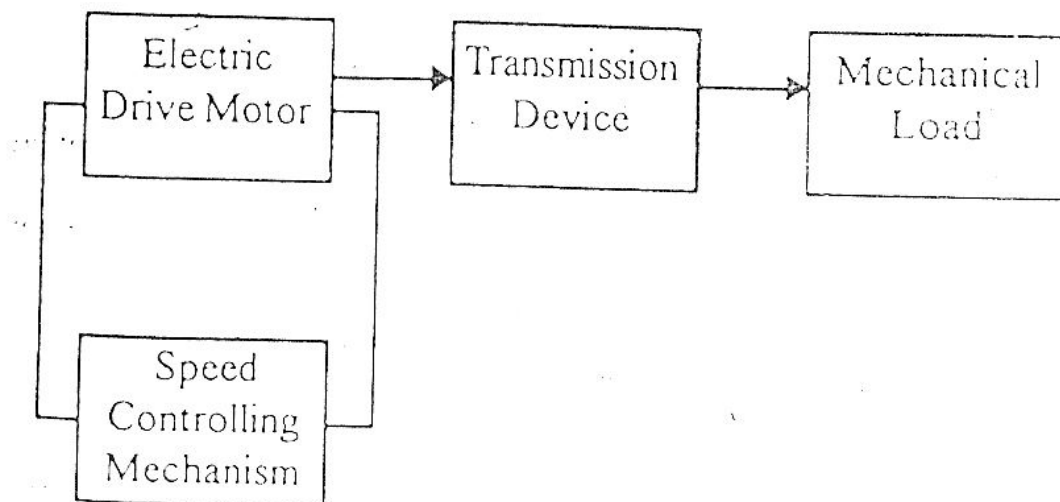 Electric
Drive Motor
Transmission
Device
Mechanical
Load
Speed
Controlling
Mechanism